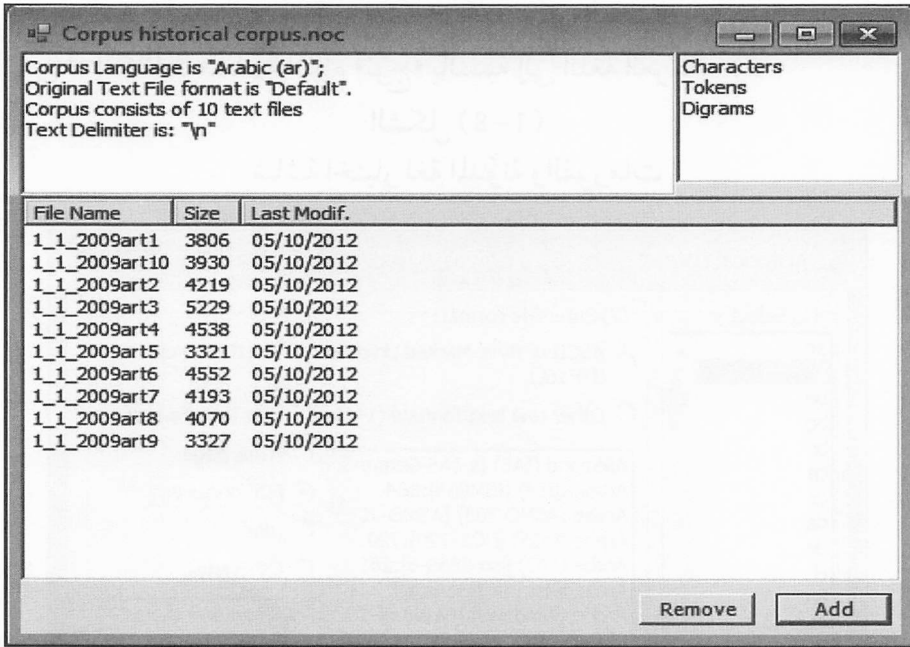 Corpus historical corpus.noc
Corpus Language is "Arabic (ar)";
Original Text File format is "Default".
Corpus consists of 10 text files
Text Delimiter is: "\n"
Characters
Tokens
Digrams
File Name Size Last Modif.
1_1_2009art1 3806 05/10/2012
1_1_2009art10 3930 05/10/2012
1_1_2009art2 4219 05/10/2012
1_1_2009art3 5229 05/10/2012
1_1_2009art4 4538 05/10/2012
1_1_2009art5 3321 05/10/2012
1_1_2009art6 4552 05/10/2012
1_1_2009art7 4193 05/10/2012
1_1_2009art8 4070 05/10/2012
1_1_2009art9 3327 05/10/2012
Remove Add